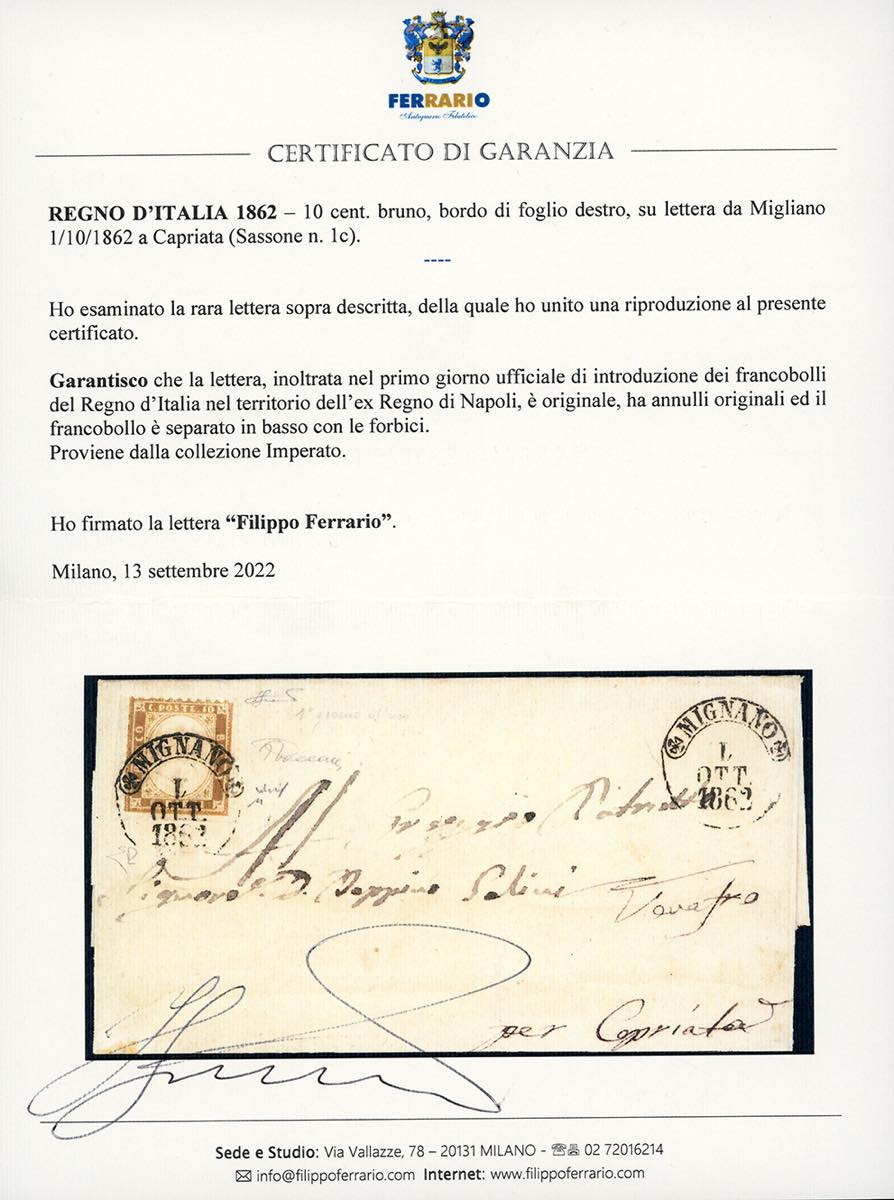 FERRARIO
Antiquario Filatelico
CERTIFICATO DI GARANZIA
REGNO D'ITALIA 1862 – 10 cent. bruno, bordo di foglio destro, su lettera da Migliano
1/10/1862 a Capriata (Sassone n. 1c).
----
Ho esaminato la rara lettera sopra descritta, della quale ho unito una riproduzione al presente
certificato.
Garantisco che la lettera, inoltrata nel primo giorno ufficiale di introduzione dei francobolli
del Regno d'Italia nel territorio dell'ex Regno di Napoli, è originale, ha annulli originali ed il
francobollo è separato in basso con le forbici.
Proviene dalla collezione Imperato.
Ho firmato la lettera “Filippo Ferrario”.
Milano, 13 settembre 2022
C. POSTE 10
MIGNANO
L
OTT.
1862
MIGNANO
L
OTT.
1862
1° giorno
D. Peppino
Venafro
per Capriata
Sede e Studio: Via Vallazze, 78 – 20131 MILANO - ☎ 02 72016214
✉ info@filippoferrario.com Internet: www.filippoferrario.com